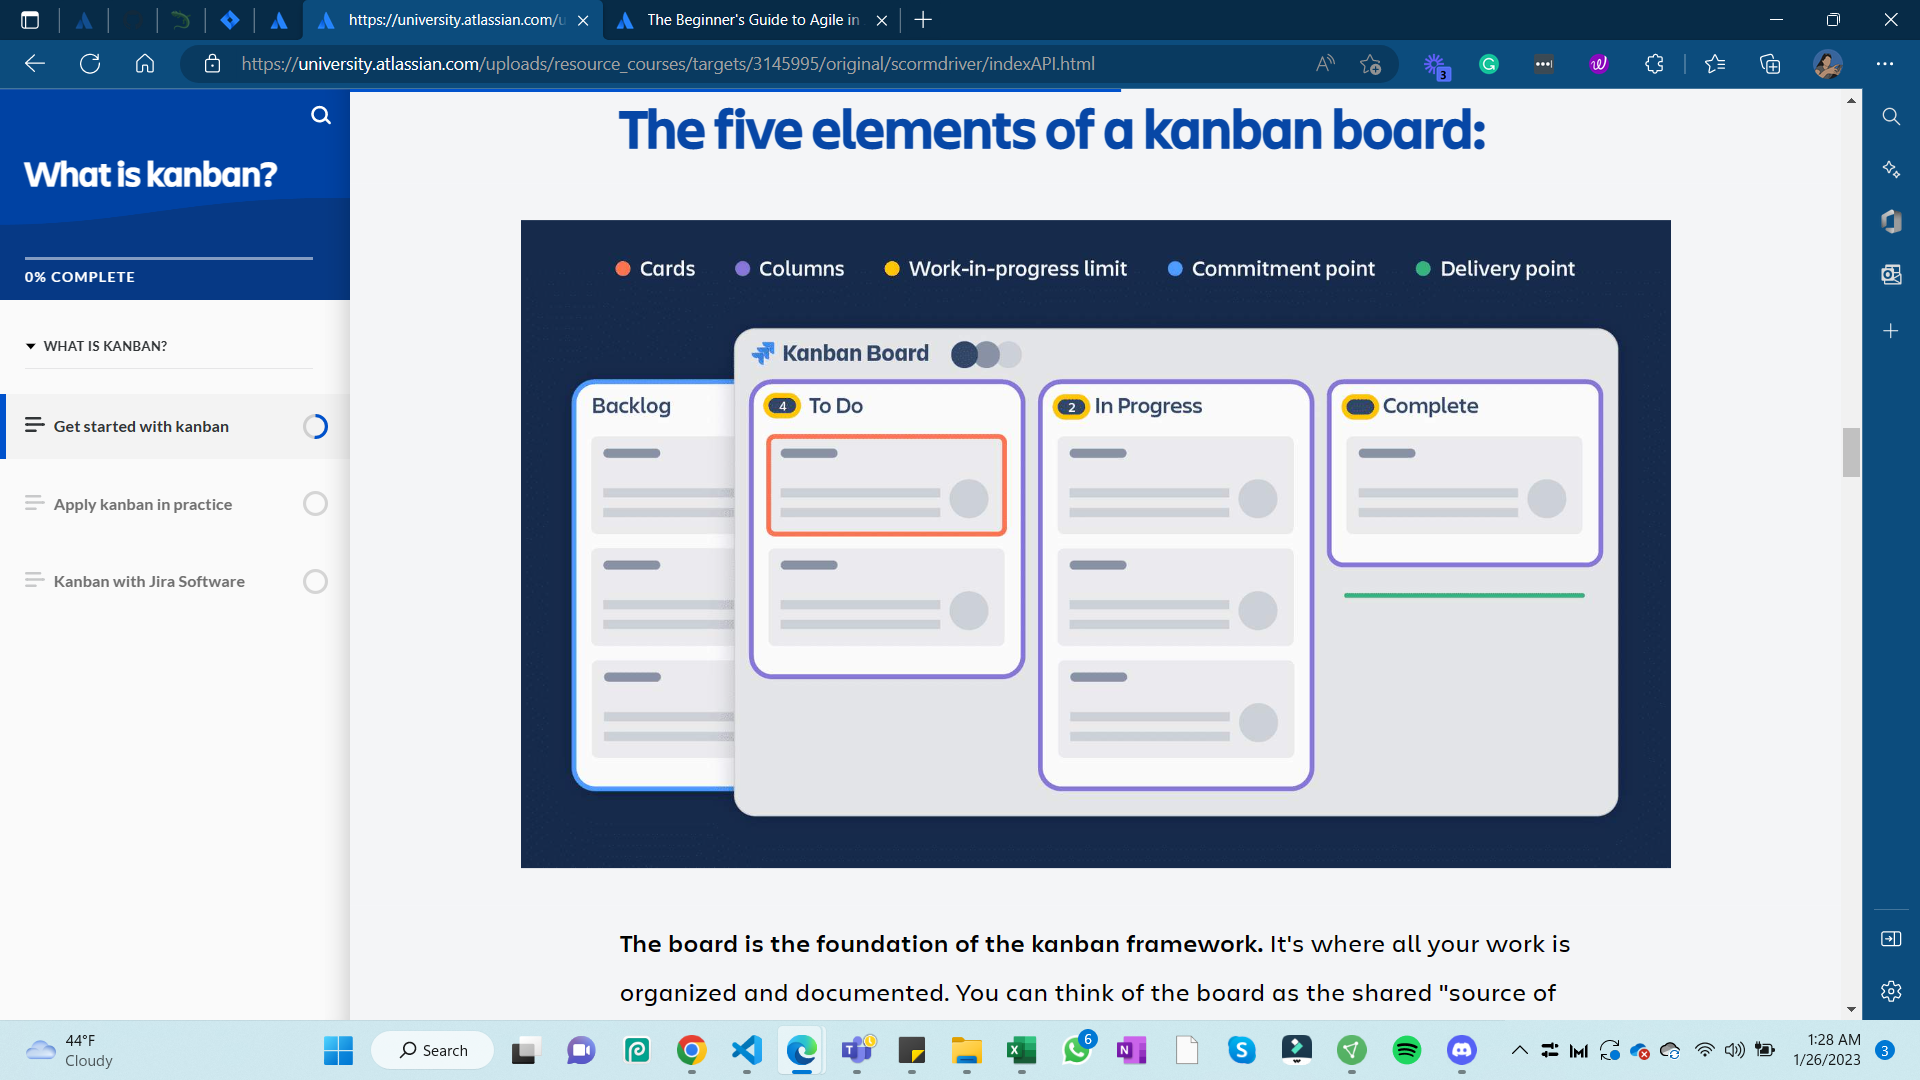 https://university.atlassian.com/u
The Beginner's Guide to Agile in
https://university.atlassian.com/uploads/resource_courses/targets/3145995/original/scormdriver/indexAPI.html
3
What is kanban?
0% COMPLETE
WHAT IS KANBAN?
Get started with kanban
Apply kanban in practice
Kanban with Jira Software
The five elements of a kanban board:
Cards
Columns
Work-in-progress limit
Commitment point
Delivery point
Kanban Board
Backlog
4 To Do
2 In Progress
Complete
The board is the foundation of the kanban framework. It's where all your work is
organized and documented. You can think of the board as the shared "source of
44°F
Cloudy
Search
6
1:28 AM
1/26/2023
3